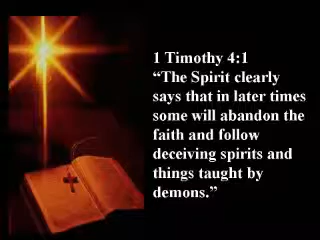 1 Timothy 4:1
“The Spirit clearly
says that in later times
some will abandon the
faith and follow
deceiving spirits and
things taught by
demons.”